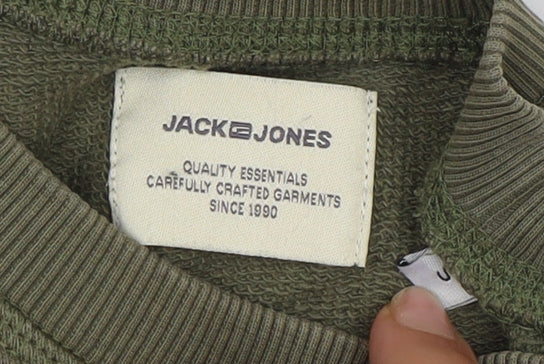 JACK JONES
QUALITY ESSENTIALS
CAREFULLY CRAFTED GARMENTS
SINCE 1990